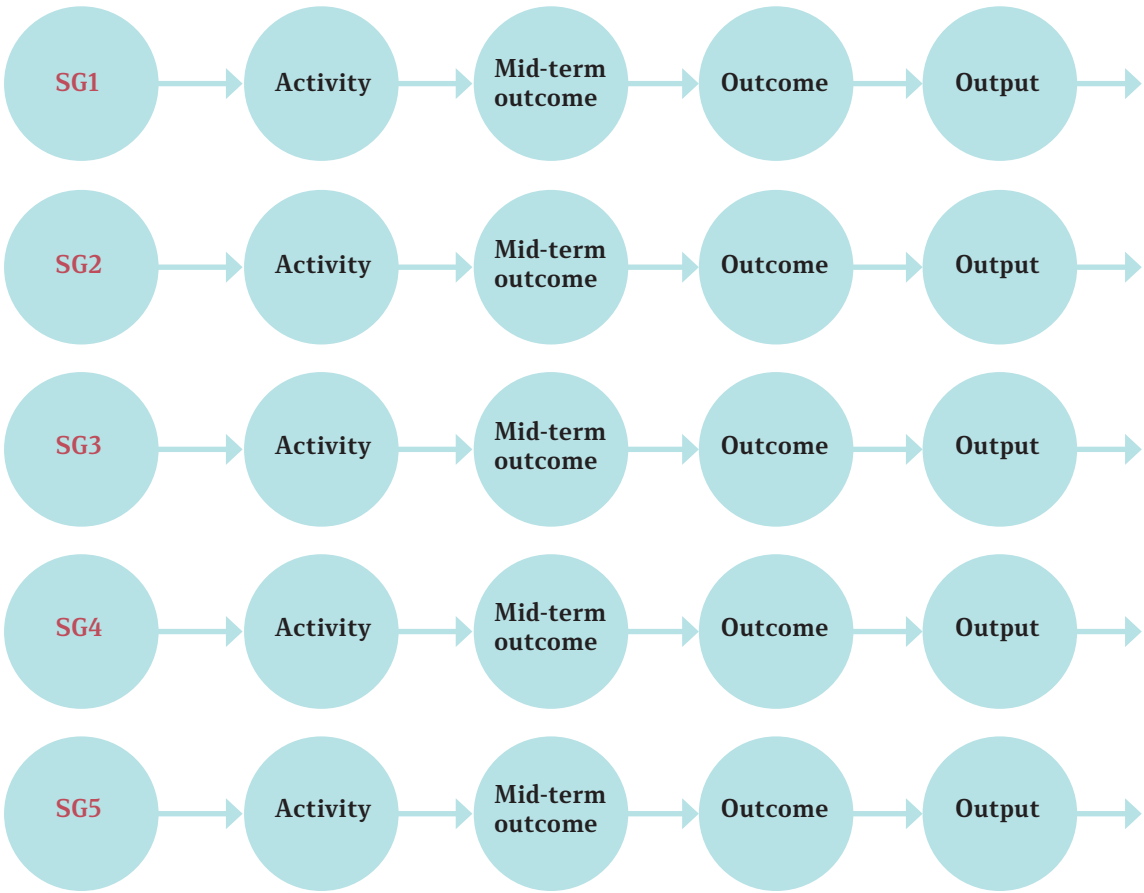 SG1
Activity
Mid-term
outcome
Outcome
Output
SG2
Activity
Mid-term
outcome
Outcome
Output
SG3
Activity
Mid-term
outcome
Outcome
Output
SG4
Activity
Mid-term
outcome
Outcome
Output
SG5
Activity
Mid-term
outcome
Outcome
Output